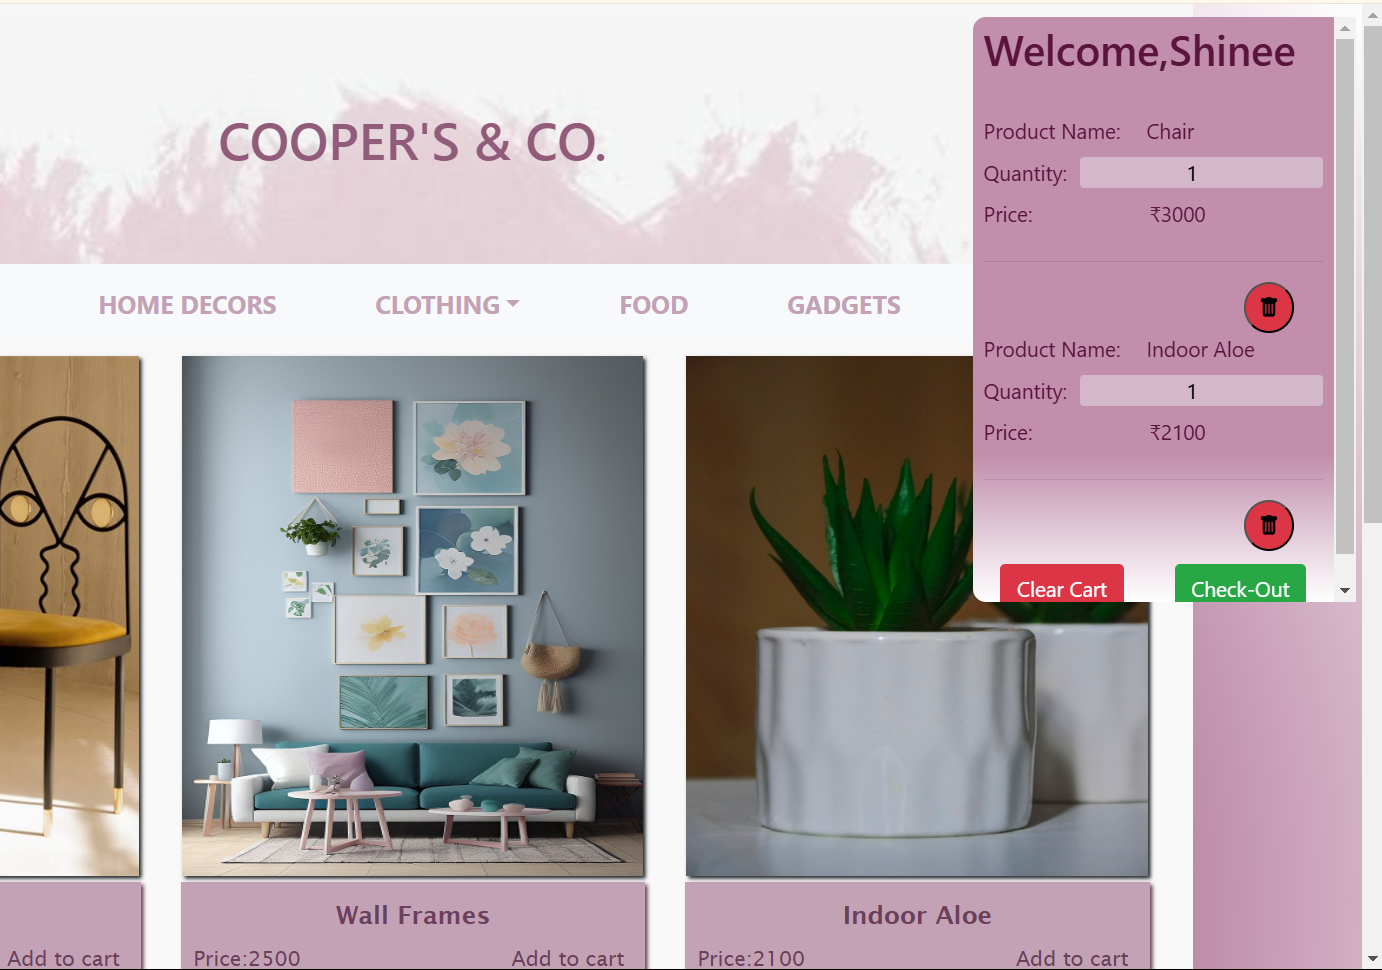 COOPER'S & CO.
HOME DECORS
CLOTHING
FOOD
GADGETS
Welcome,Shinee
Product Name: Chair
Quantity: 1
Price: ₹3000
Product Name: Indoor Aloe
Quantity: 1
Price: ₹2100
Clear Cart
Check-Out
Add to cart
Wall Frames
Price:2500 Add to cart
Indoor Aloe
Price:2100 Add to cart